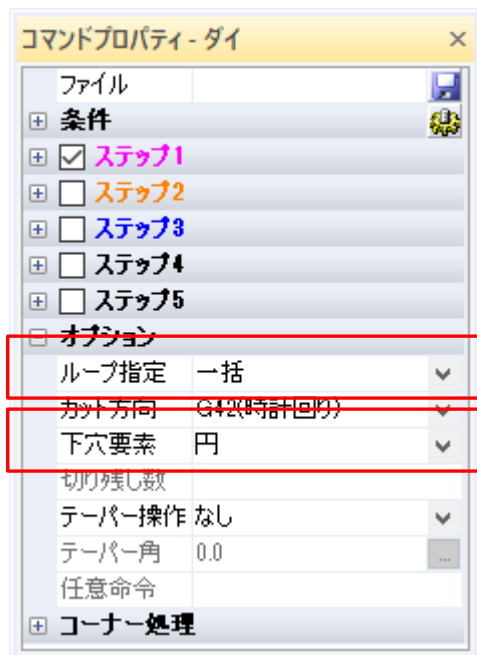 コマンドプロパティ - ダイ
ファイル
条件
ステップ1
ステップ2
ステップ3
ステップ4
ステップ5
オプション
ループ指定 一括
カット方向 G42(時計回り)
下穴要素 円
切り残し数
テーパー操作 なし
テーパー角 0.0 ...
任意命令
コーナー処理